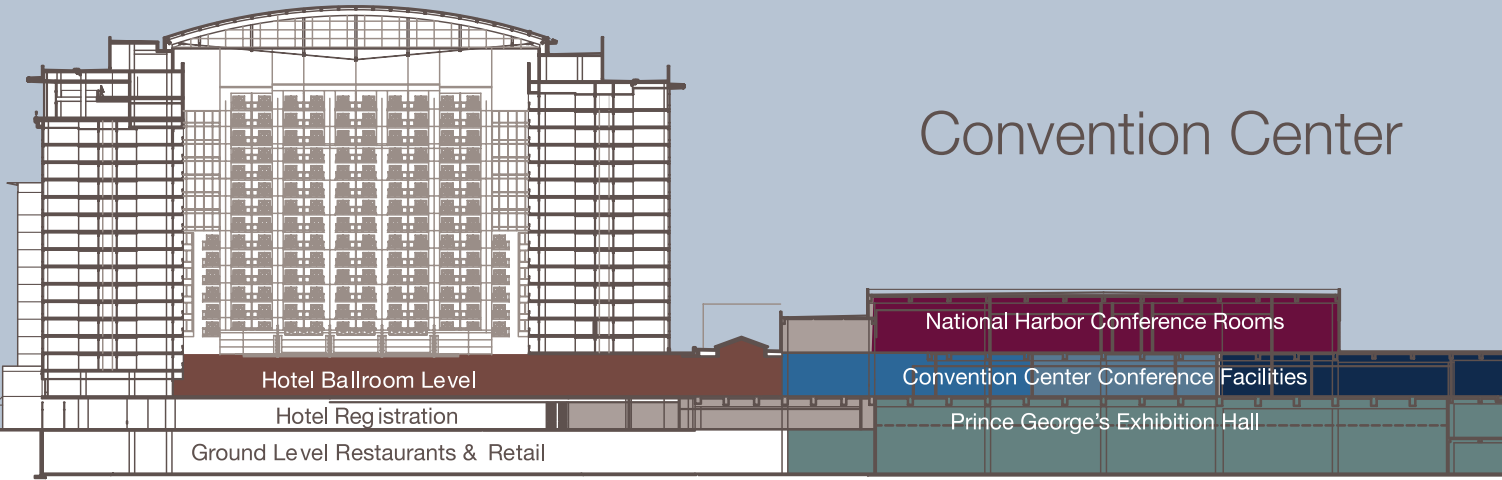 Convention Center
National Harbor Conference Rooms
Hotel Ballroom Level
Convention Center Conference Facilities
Hotel Registration
Prince George's Exhibition Hall
Ground Level Restaurants & Retail